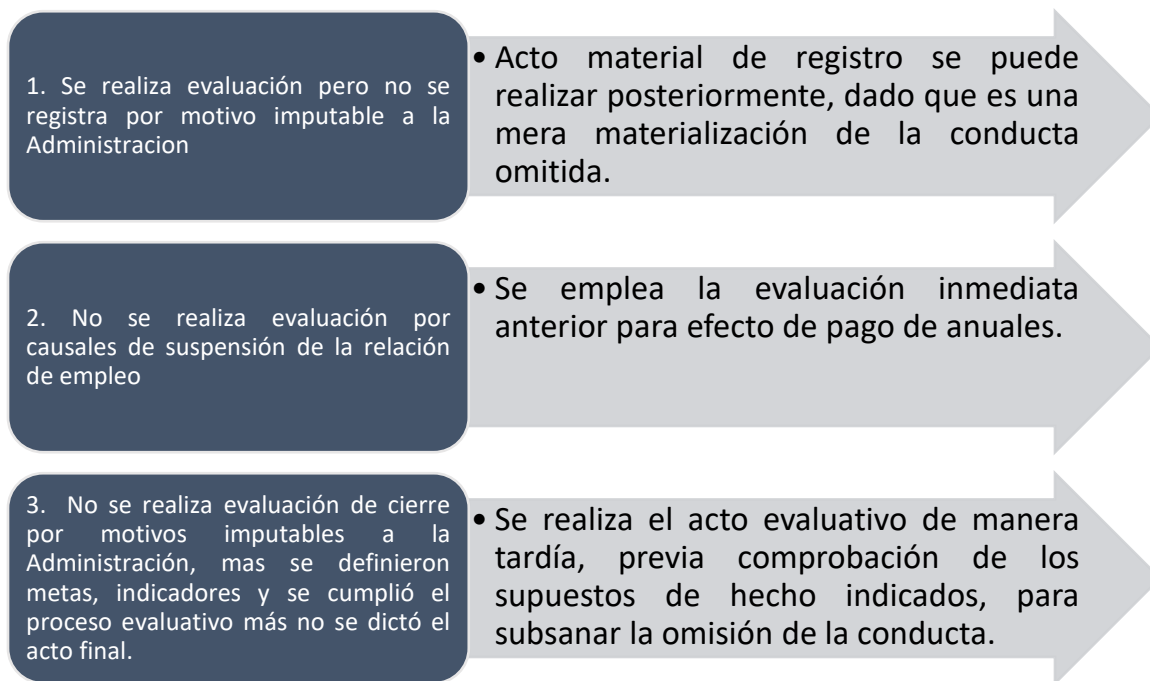 1. Se realiza evaluación pero no se
registra por motivo imputable a la
Administracion
• Acto material de registro se puede
realizar posteriormente, dado que es una
mera materialización de la conducta
omitida.
2. No se realiza evaluación por
causales de suspensión de la relación
de empleo
• Se emplea la evaluación inmediata
anterior para efecto de pago de anuales.
3. No se realiza evaluación de cierre
por motivos imputables a la
Administración, mas se definieron
metas, indicadores y se cumplió el
proceso evaluativo más no se dictó el
acto final.
• Se realiza el acto evaluativo de manera
tardía, previa comprobación de los
supuestos de hecho indicados, para
subsanar la omisión de la conducta.